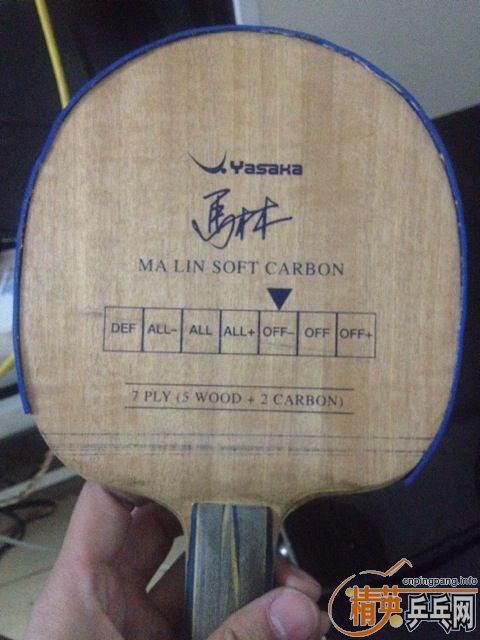 Yasaka
馬林
MA LIN SOFT CARBON
DEF ALL- ALL ALL+ OFF- OFF OFF+
7 PLY (5 WOOD + 2 CARBON)
cnpingpang.info
精英乒乓网